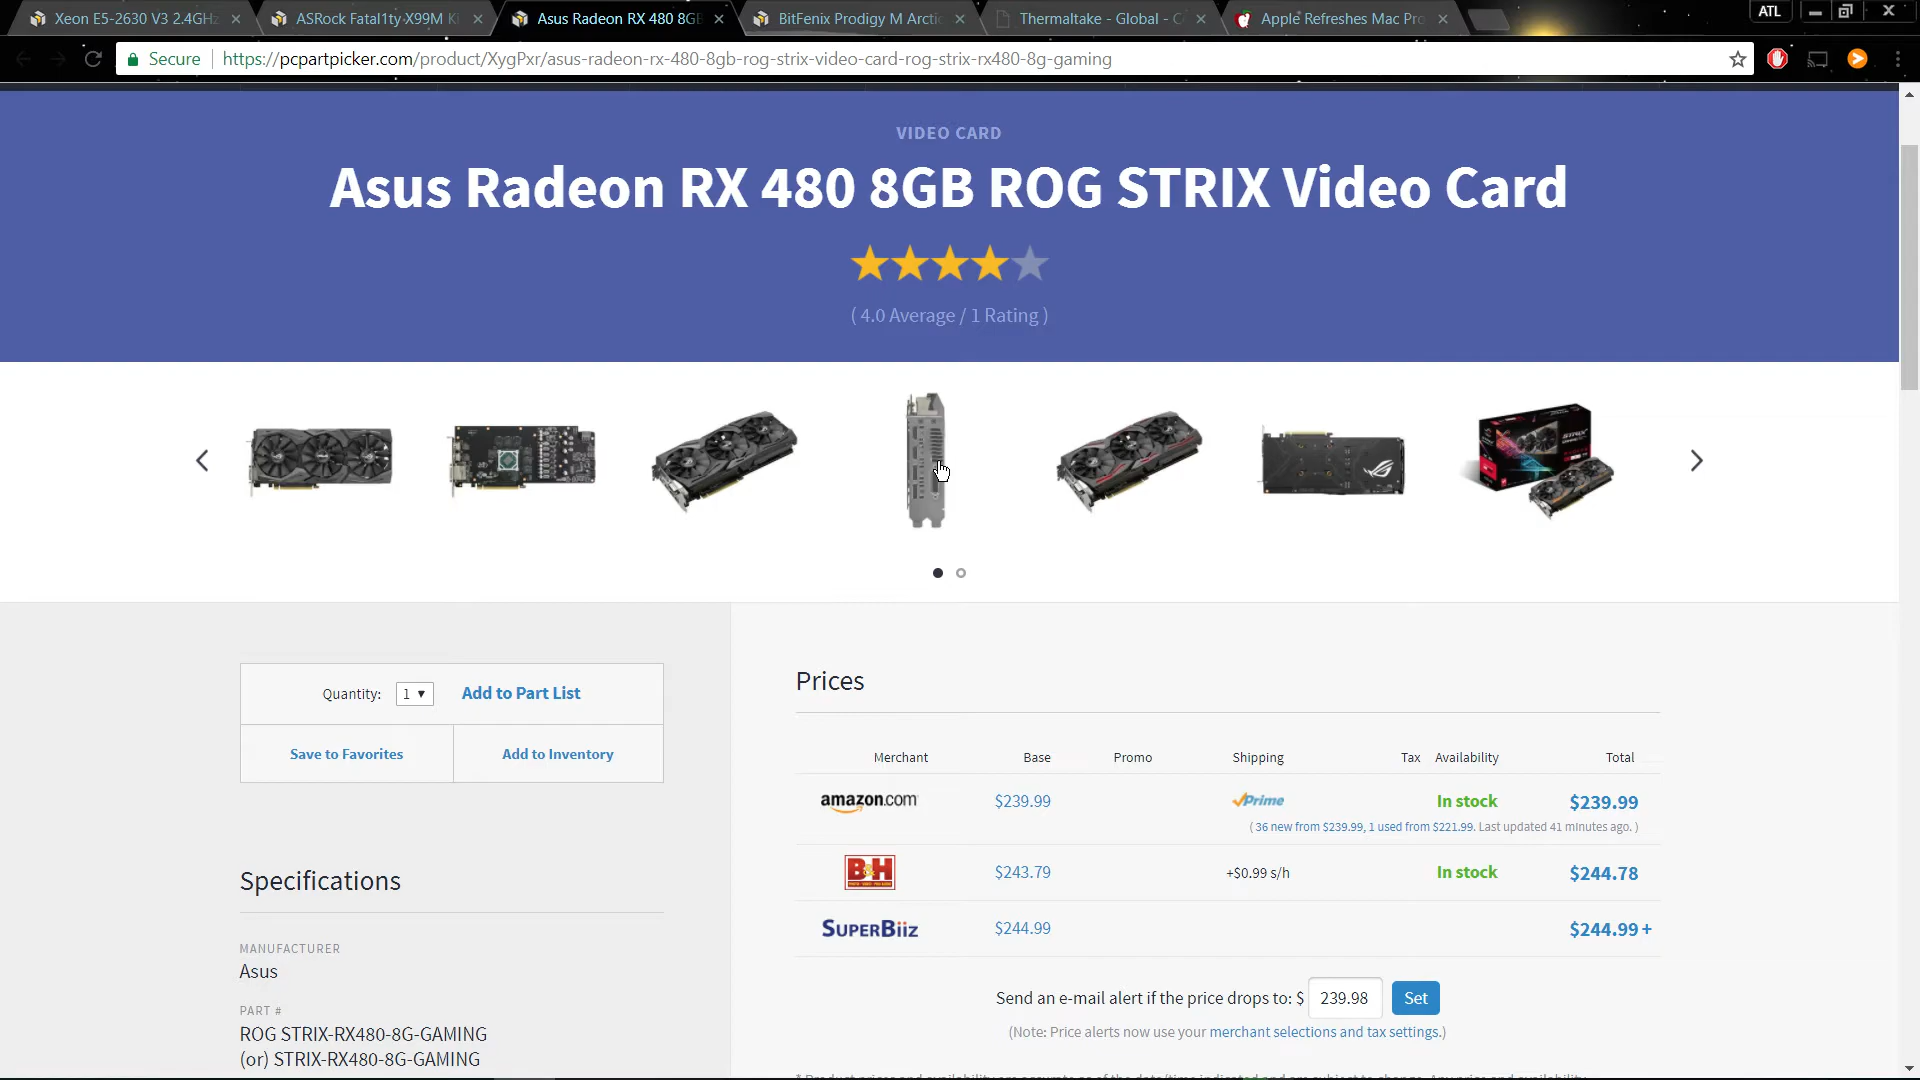 Xeon E5-2630 V3 2.4GHz
ASRock Fatal1ty X99M Ki
Asus Radeon RX 480 8GB
BitFenix Prodigy M Arctic
Thermaltake - Global - Ca
Apple Refreshes Mac Pro
ATL
Secure
https://pcpartpicker.com/product/XygPxr/asus-radeon-rx-480-8gb-rog-strix-video-card-rog-strix-rx480-8g-gaming
VIDEO CARD
Asus Radeon RX 480 8GB ROG STRIX Video Card
( 4.0 Average / 1 Rating )
Quantity: 1 Add to Part List
Save to Favorites Add to Inventory
Specifications
MANUFACTURER
Asus
PART #
ROG STRIX-RX480-8G-GAMING
(or) STRIX-RX480-8G-GAMING
Prices
Merchant Base Promo Shipping Tax Availability Total
amazon.com $239.99 Prime In stock $239.99
( 36 new from $239.99, 1 used from $221.99. Last updated 41 minutes ago. )
B&H $243.79 +$0.99 s/h In stock $244.78
SUPERBIIZ $244.99 $244.99 +
Send an e-mail alert if the price drops to: $ 239.98 Set
(Note: Price alerts now use your merchant selections and tax settings.)